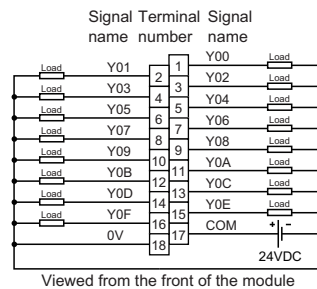 Signal Terminal Signal
name number name
Y00 Load
Load Y01 1
2 Y02 Load
Load Y03 3
4 Y04 Load
Load Y05 5
6 Y06 Load
Load Y07 7
8 Y08 Load
Load Y09 9
10 Y0A Load
Load Y0B 11
12 Y0C Load
Load Y0D 13
14 Y0E Load
Load Y0F 15
16 COM
0V 17 + -
18 24VDC
Viewed from the front of the module